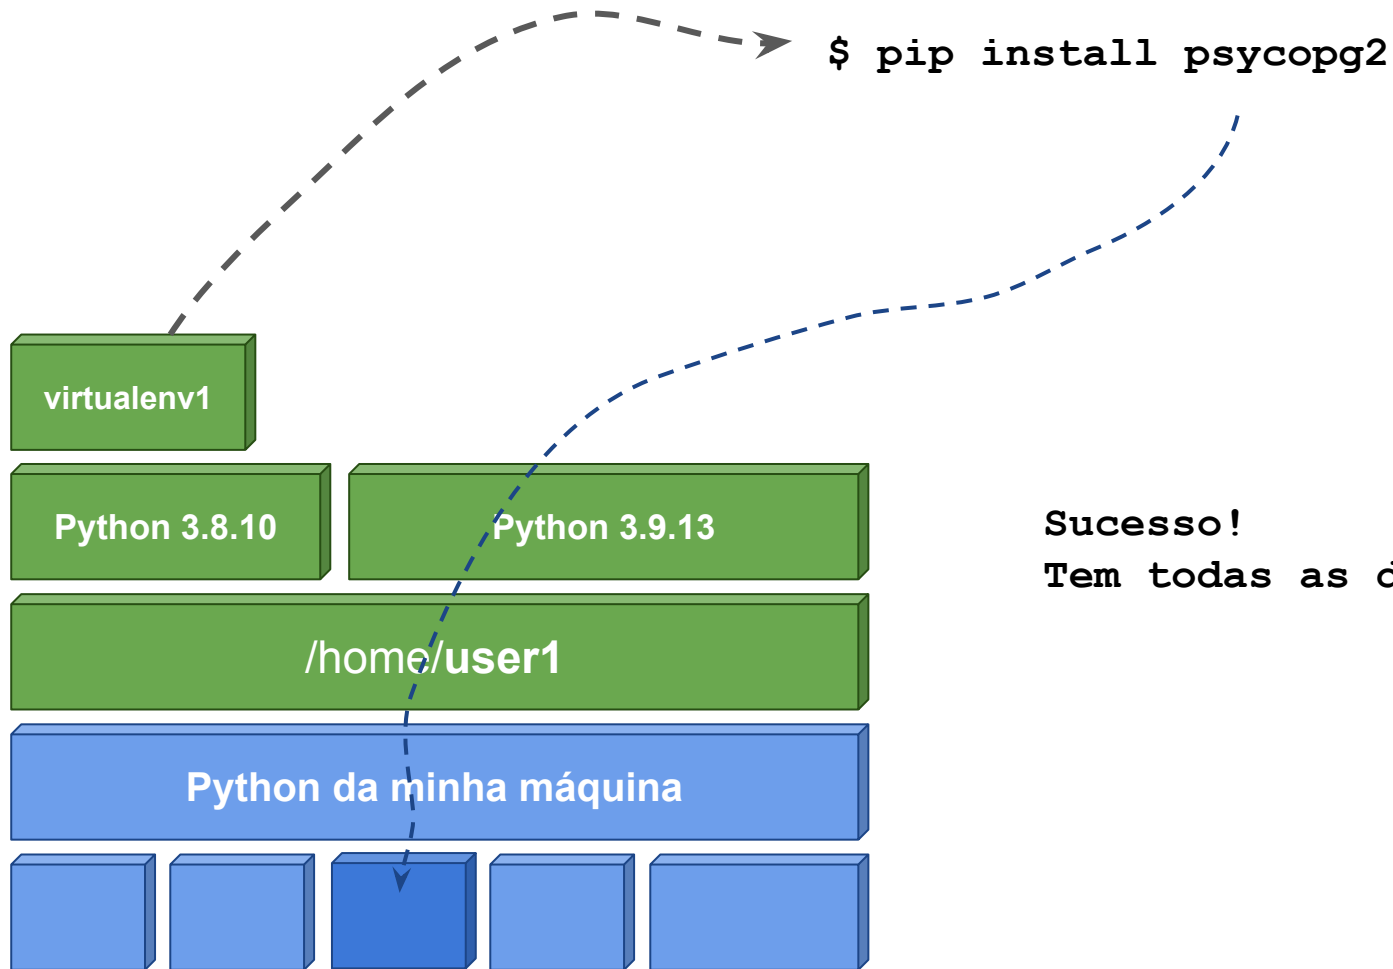 $ pip install psycopg2
virtualenv1
Python 3.8.10
Python 3.9.13
Sucesso!
Tem todas as
/home/user1
Python da minha máquina